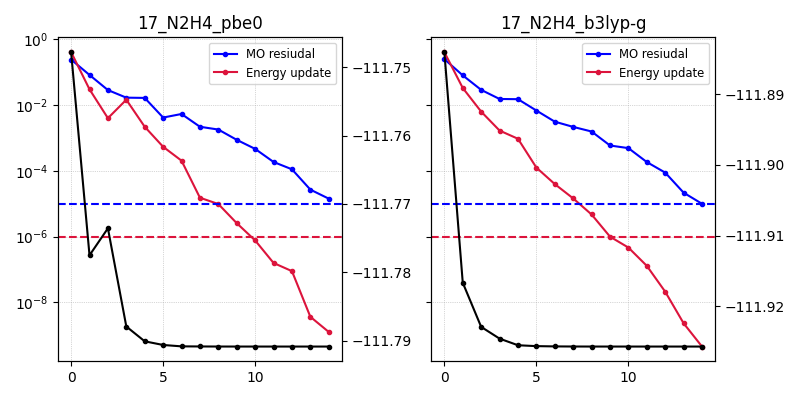 17_N2H4_pbe0
MO resiudal
Energy update
10^0
10^−2
10^−4
10^−6
10^−8
−111.75
−111.76
−111.77
−111.78
−111.79
0 5 10
17_N2H4_b3lyp-g
MO resiudal
Energy update
−111.89
−111.90
−111.91
−111.92
0 5 10